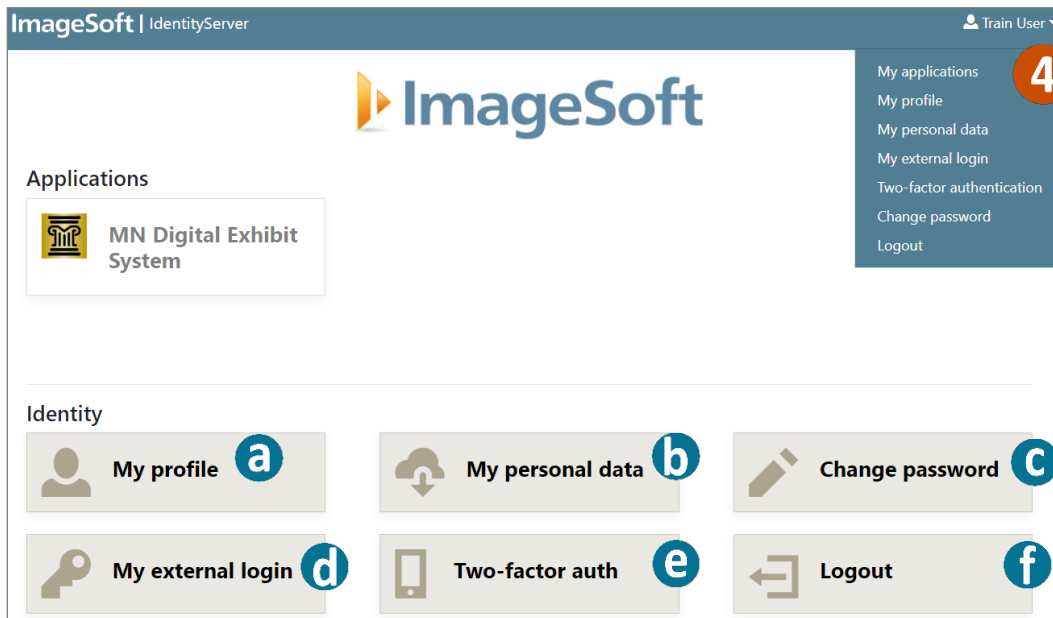 ImageSoft | IdentityServer
Train User
My applications
4
My profile
My personal data
My external login
Two-factor authentication
Change password
Logout
ImageSoft
Applications
MN Digital Exhibit
System
Identity
My profile a
My personal data b
Change password c
My external login d
Two-factor auth e
Logout f